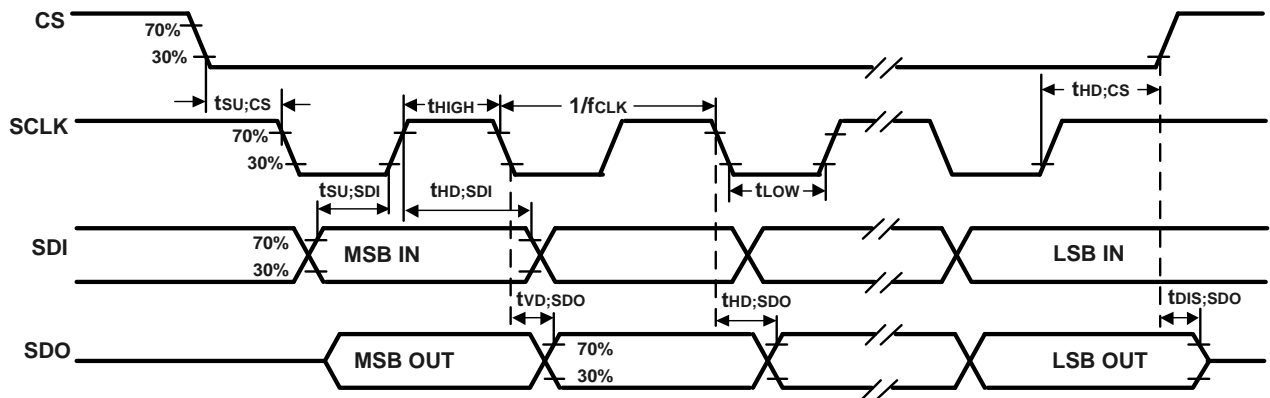 CS
70%
30%
tSU;CS
tHIGH
1/fCLK
tHD;CS
SCLK
70%
30%
tSU;SDI
tHD;SDI
tLOW
SDI
70%
30%
MSB IN
LSB IN
tVD;SDO
tHD;SDO
tDIS;SDO
SDO
MSB OUT
70%
30%
LSB OUT